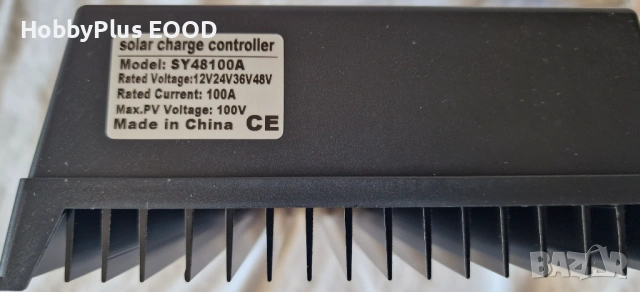 HobbyPlus EOOD
solar charge controller
Model: SY48100A
Rated Voltage:12V24V36V48V
Rated Current: 100A
Max.PV Voltage: 100V
Made in China CE
bazar